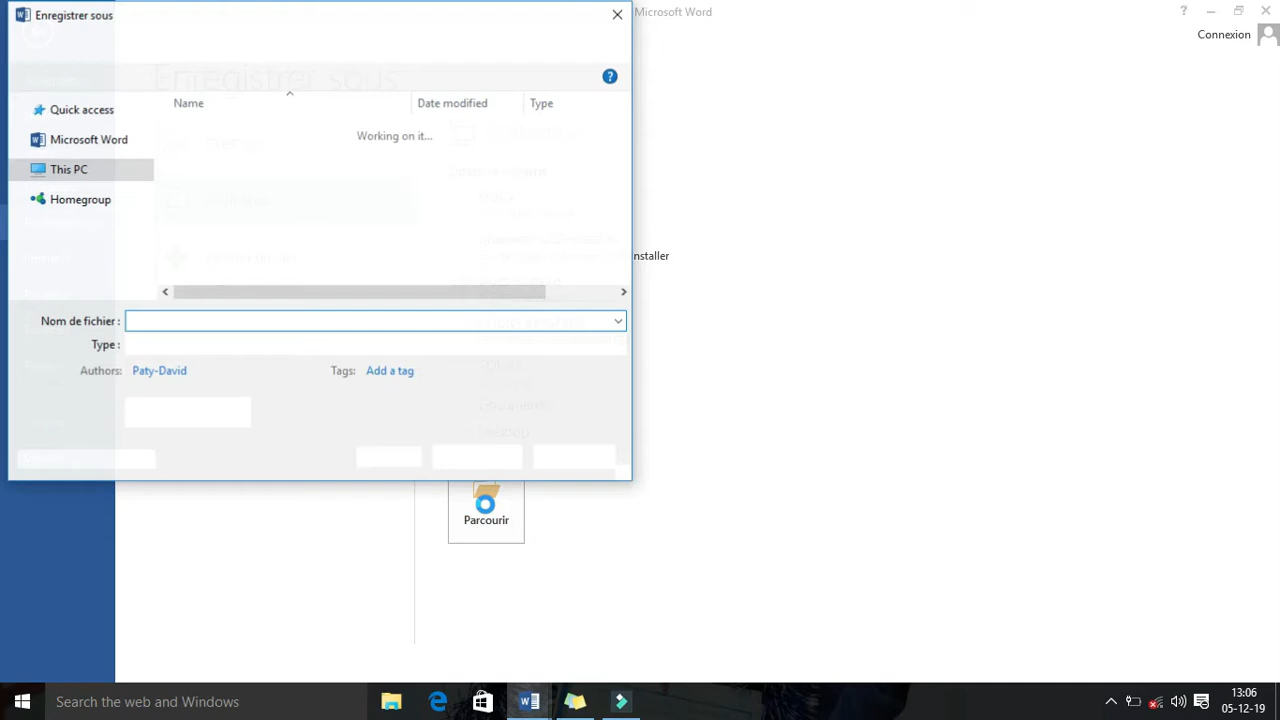 Enregistrer sous
Microsoft Word
?
Connexion
Enregistrer sous
?
Name
Date modified
Type
Quick access
Working on it...
Microsoft Word
This PC
Homegroup
nstaller
Nom de fichier :
Type :
Authors: Paty-David
Tags: Add a tag
Parcourir
Search the web and Windows
13:06
05-12-19